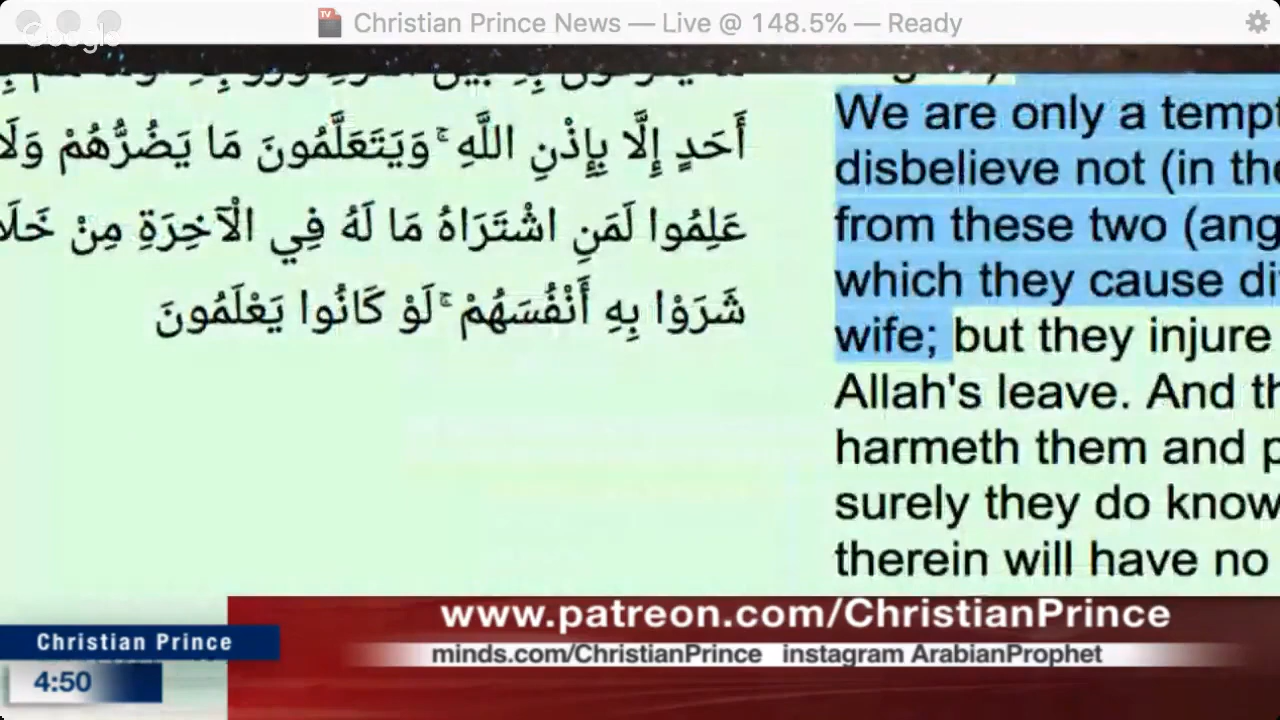 Christian Prince News — Live @ 148.5% — Ready
Google
أَحَدٍ إِلَّا بِإِذْنِ اللَّهِ ۚ وَيَتَعَلَّمُونَ مَا يَضُرُّهُمْ وَلَا
عَلِمُوا لَمَنِ اشْتَرَاهُ مَا لَهُ فِي الْآخِرَةِ مِنْ خَلَا
شَرَوْا بِهِ أَنْفُسَهُمْ ۚ لَوْ كَانُوا يَعْلَمُونَ
We are only a tempt
disbelieve not (in the
from these two (ang
which they cause di
wife; but they injure
Allah's leave. And th
harmeth them and p
surely they do know
therein will have no
www.patreon.com/ChristianPrince
minds.com/ChristianPrince instagram ArabianProphet
Christian Prince
4:50